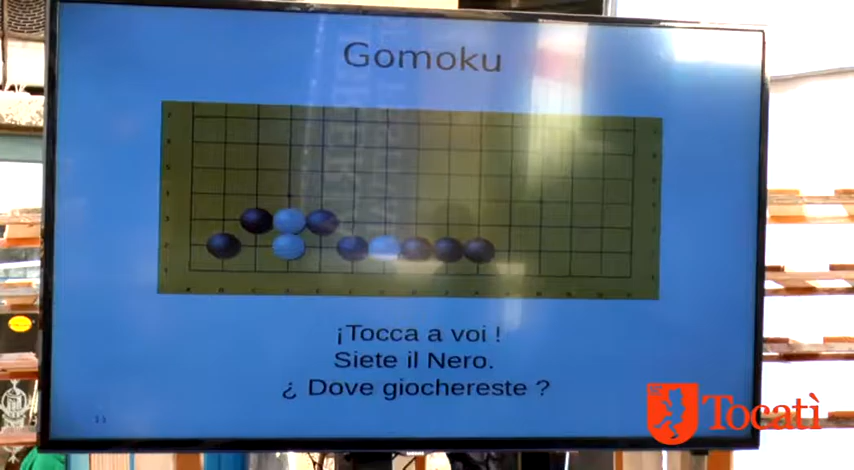 Gomoku
¡Tocca a voi !
Siete il Nero.
¿ Dove giochereste ?
Tocatì